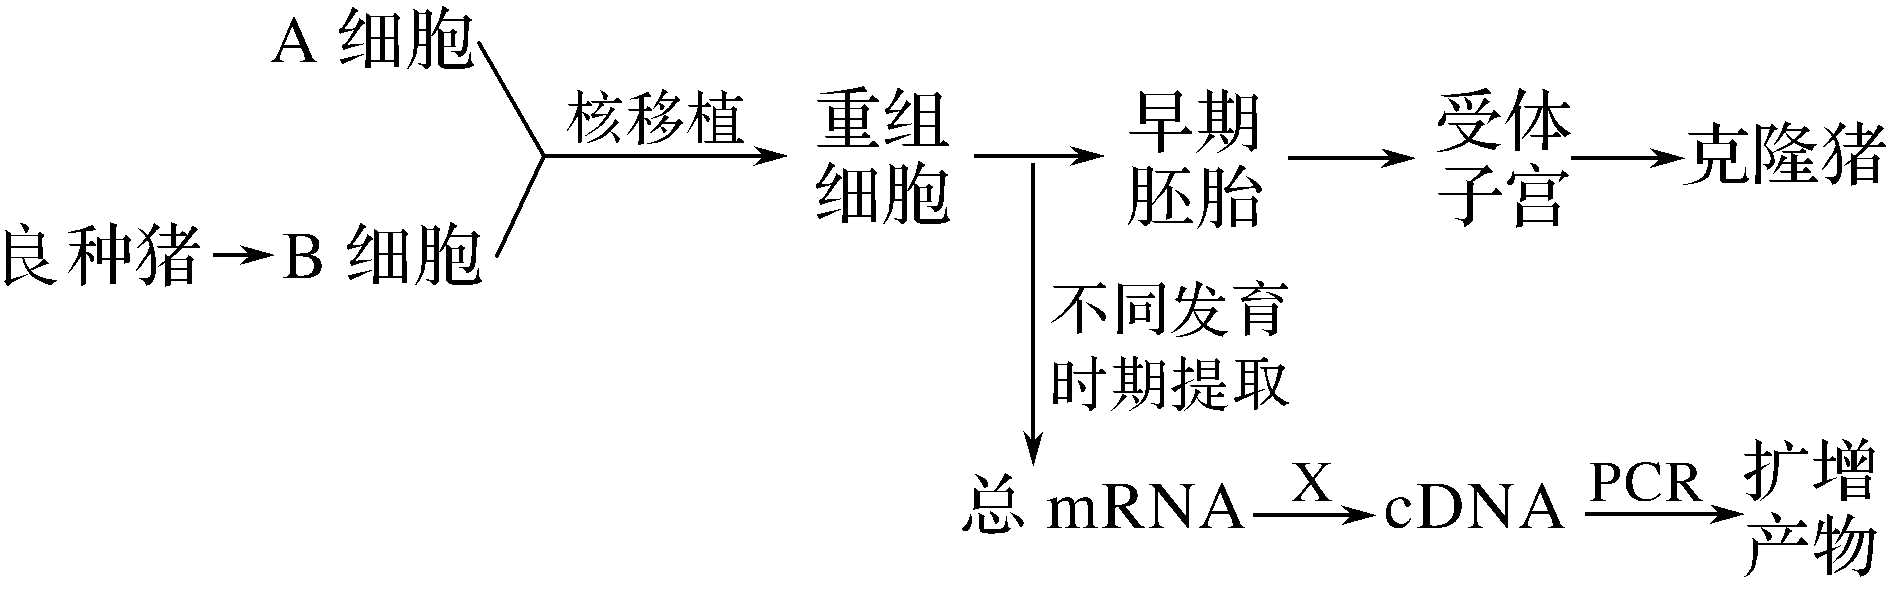 A 细胞
良种猪
B 细胞
核移植
重组
细胞
早期
胚胎
受体
子宫
克隆猪
不同发育
时期提取
总 mRNA
X
cDNA
PCR
扩增
产物